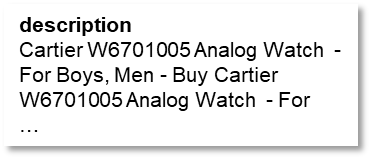 description
Cartier W6701005 Analog Watch  -
For Boys, Men - Buy Cartier
W6701005 Analog Watch  - For
…